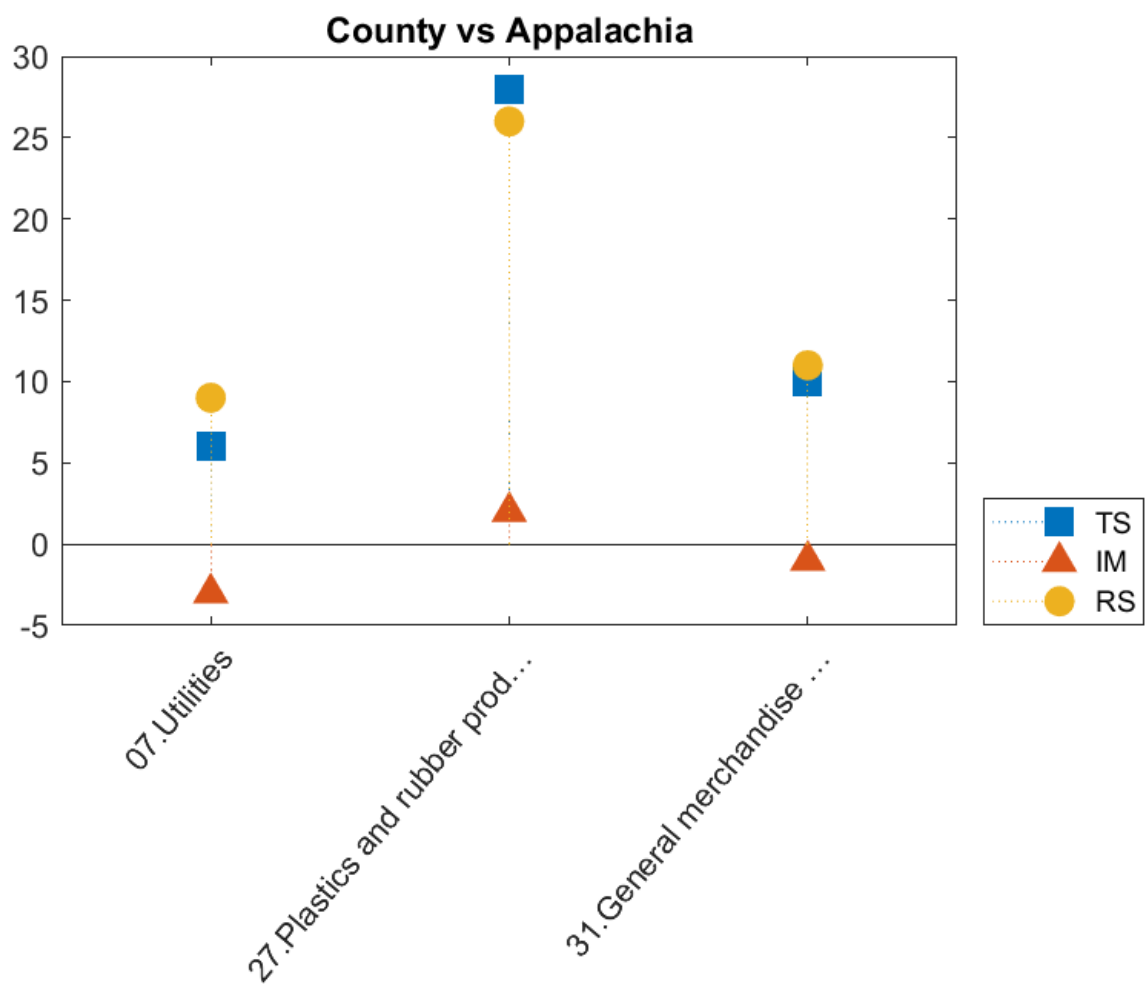 County vs Appalachia
30
25
20
15
10
5
0
-5
07.Utilities
27.Plastics and rubber prod...
31.General merchandise ...
TS
IM
RS